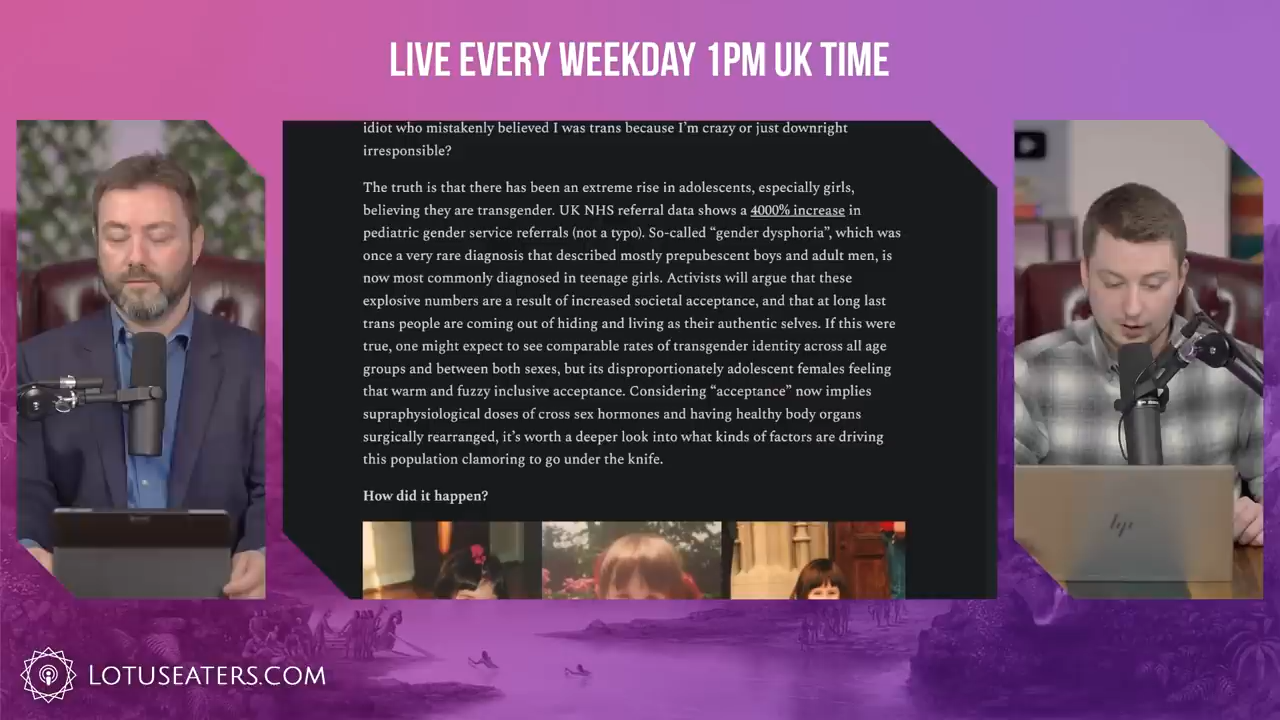 LIVE EVERY WEEKDAY 1PM UK TIME
idiot who mistakenly believed I was trans because I’m crazy or just downright
irresponsible?
The truth is that there has been an extreme rise in adolescents, especially girls,
believing they are transgender. UK NHS referral data shows a 4000% increase in
pediatric gender service referrals (not a typo). So-called “gender dysphoria”, which was
once a very rare diagnosis that described mostly prepubescent boys and adult men, is
now most commonly diagnosed in teenage girls. Activists will argue that these
explosive numbers are a result of increased societal acceptance, and that at long last
trans people are coming out of hiding and living as their authentic selves. If this were
true, one might expect to see comparable rates of transgender identity across all age
groups and between both sexes, but its disproportionately adolescent females feeling
that warm and fuzzy inclusive acceptance. Considering “acceptance” now implies
supraphysiological doses of cross sex hormones and having healthy body organs
surgically rearranged, it’s worth a deeper look into what kinds of factors are driving
this population clamoring to go under the knife.
How did it happen?
hp
LOTUSEATERS.COM